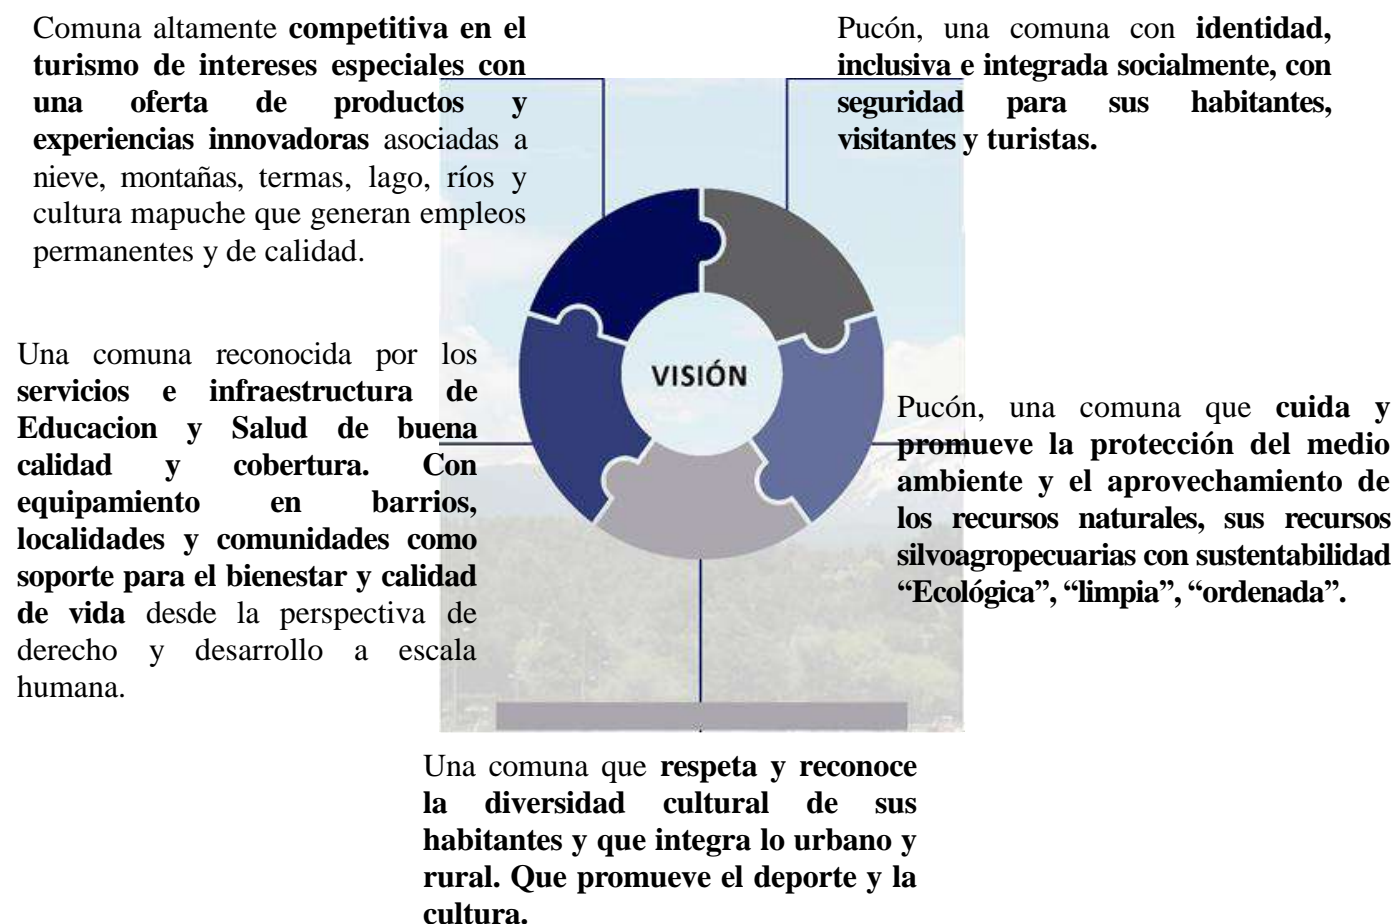 Comuna altamente competitiva en el
turismo de intereses especiales con
una oferta de productos y
experiencias innovadoras asociadas a
nieve, montañas, termas, lago, ríos y
cultura mapuche que generan empleos
permanentes y de calidad.
Pucón, una comuna con identidad,
inclusiva e integrada socialmente, con
seguridad para sus habitantes,
visitantes y turistas.
Una comuna reconocida por los
servicios e infraestructura de
Educacion y Salud de buena
calidad y cobertura. Con
equipamiento en barrios,
localidades y comunidades como
soporte para el bienestar y calidad
de vida desde la perspectiva de
derecho y desarrollo a escala
humana.
VISIÓN
Pucón, una comuna que cuida y
promueve la protección del medio
ambiente y el aprovechamiento de
los recursos naturales, sus recursos
silvoagropecuarias con sustentabilidad
“Ecológica”, “limpia”, “ordenada”.
Una comuna que respeta y reconoce
la diversidad cultural de sus
habitantes y que integra lo urbano y
rural. Que promueve el deporte y la
cultura.